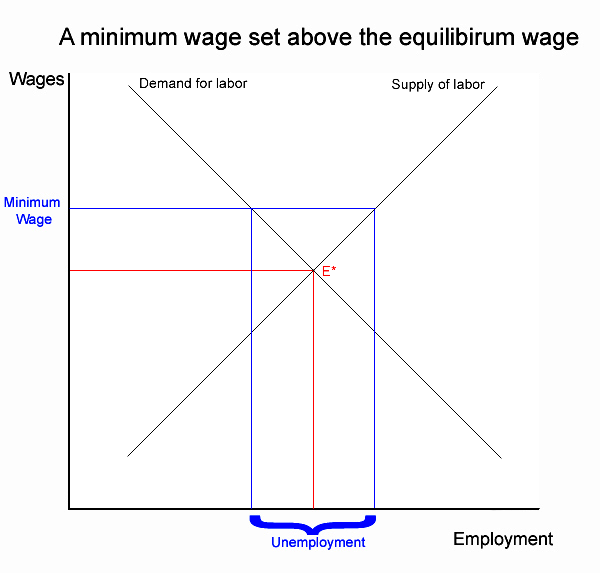 A minimum wage set above the equilibirum wage
Wages
Demand for labor
Supply of labor
Minimum
Wage
E*
Unemployment
Employment